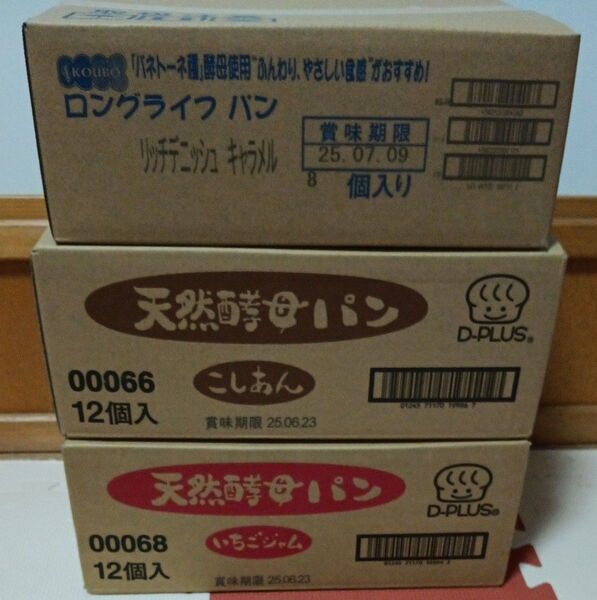 KOUBO
「パネトーネ種」酵母使用"ふんわり、やさしい食感"がおすすめ!
ロングライフ パン
リッチデニッシュ キャラメル
賞味期限
25.07.09
8 個入り
天然酵母パン
D-PLUS®
00066
こしあん
12個入
賞味期限 25.06.23
天然酵母パン
D-PLUS®
00068
いちごジャム
12個入
賞味期限 25.06.23